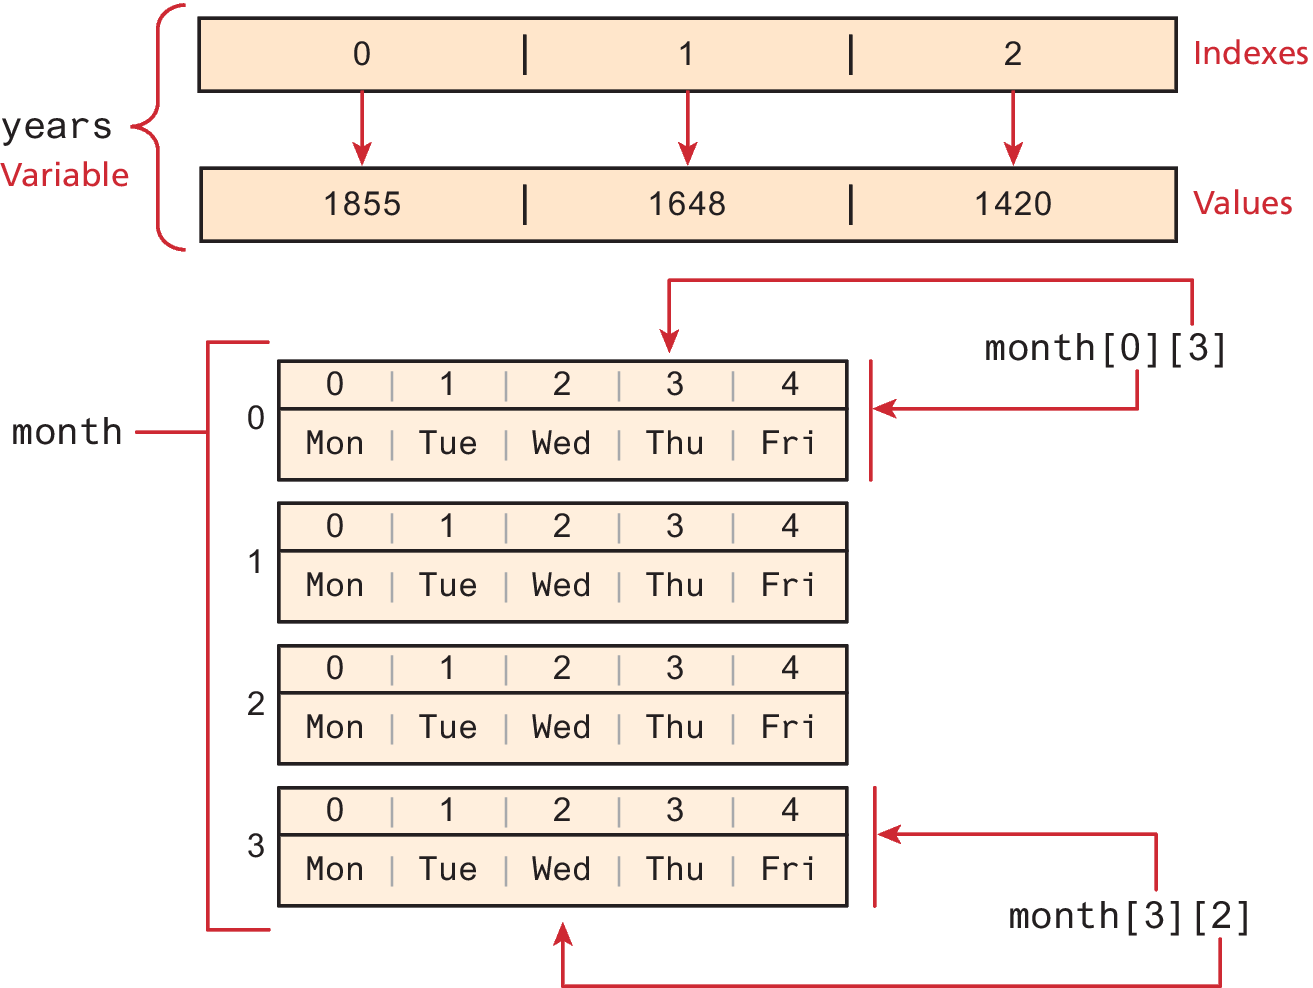 0 | 1 | 2 Indexes
years
Variable
1855 | 1648 | 1420 Values
month[0][3]
month
0
0 | 1 | 2 | 3 | 4
Mon | Tue | Wed | Thu | Fri
1
0 | 1 | 2 | 3 | 4
Mon | Tue | Wed | Thu | Fri
2
0 | 1 | 2 | 3 | 4
Mon | Tue | Wed | Thu | Fri
3
0 | 1 | 2 | 3 | 4
Mon | Tue | Wed | Thu | Fri
month[3][2]